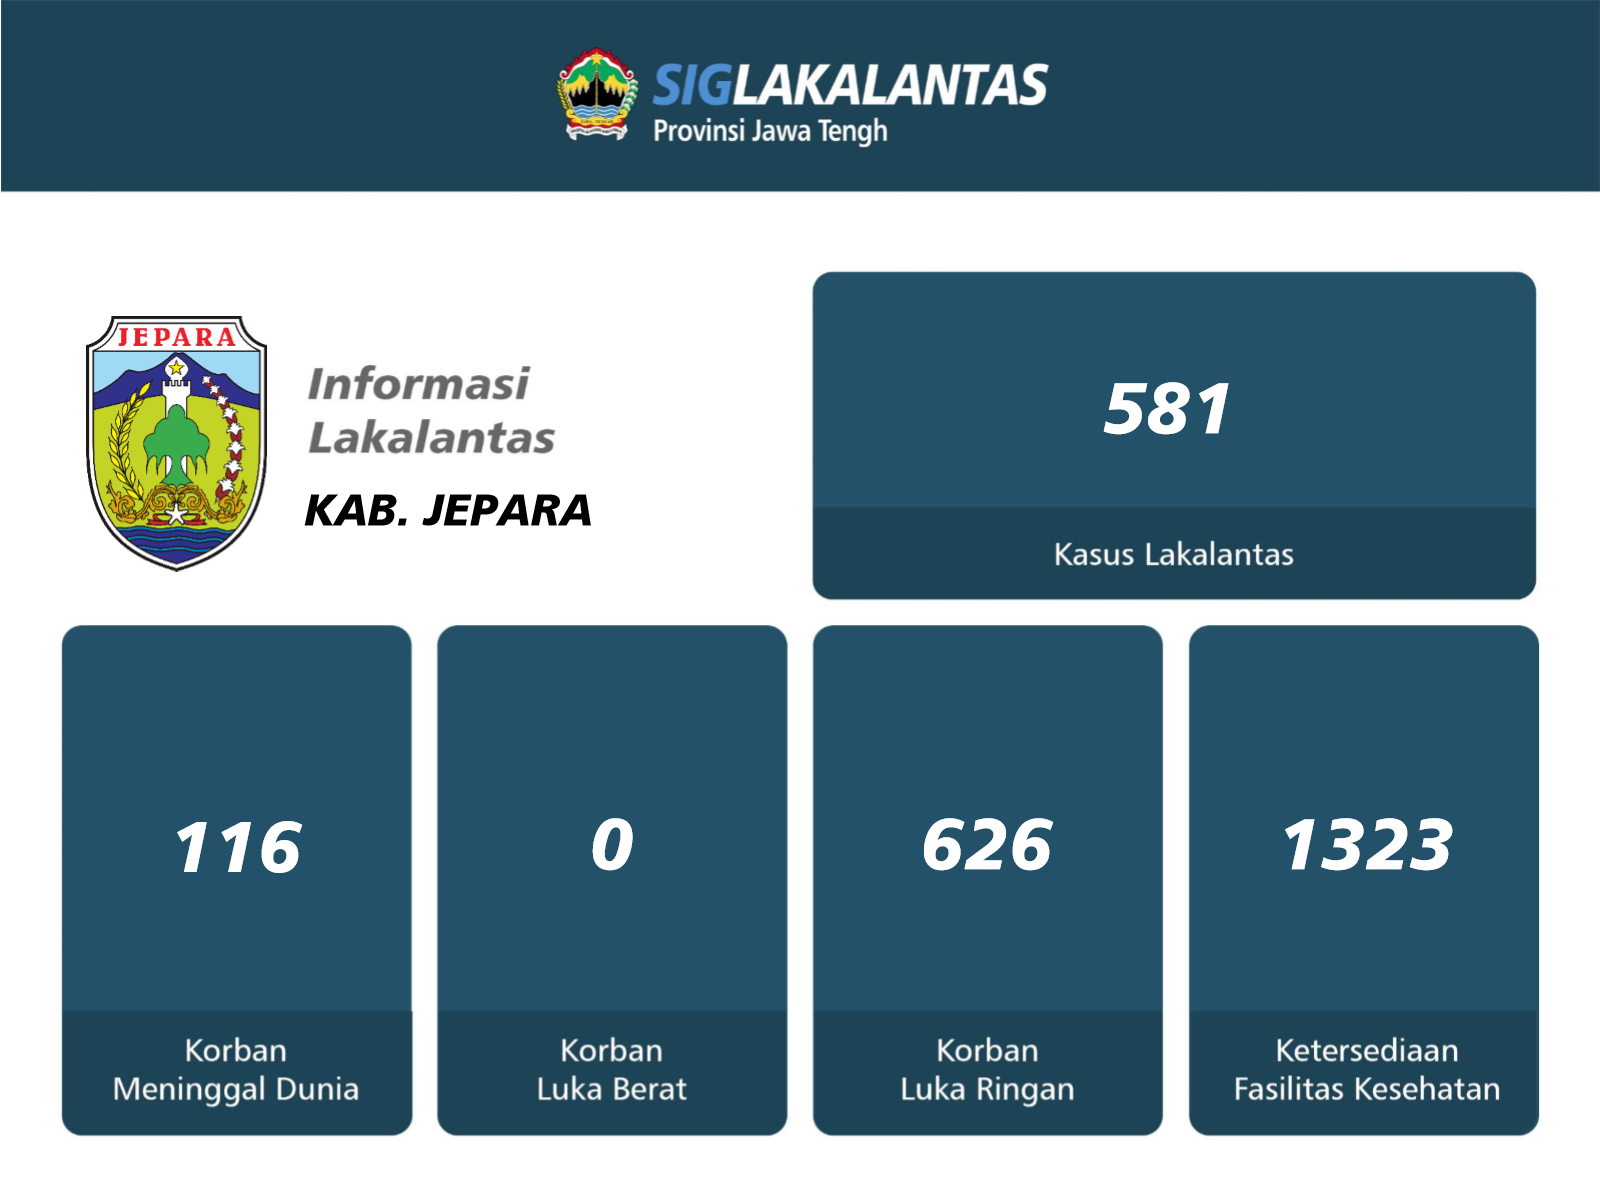 SIGLAKALANTAS
Provinsi Jawa Tengh
JEPARA
Informasi
Lakalantas
KAB. JEPARA
581
Kasus Lakalantas
116
Korban
Meninggal Dunia
0
Korban
Luka Berat
626
Korban
Luka Ringan
1323
Ketersediaan
Fasilitas Kesehatan